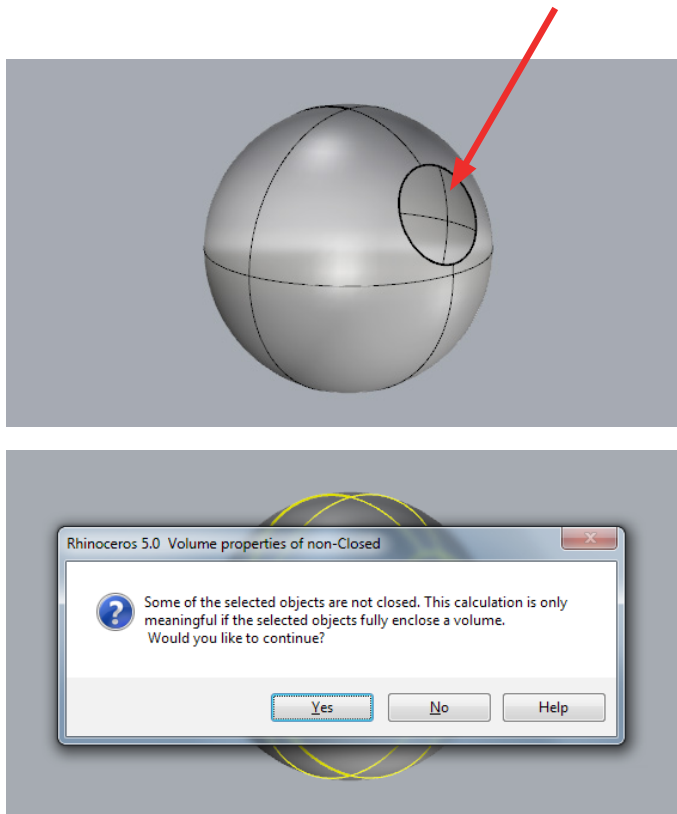 Rhinoceros 5.0 Volume properties of non-Closed
Some of the selected objects are not closed. This calculation is only
meaningful if the selected objects fully enclose a volume.
Would you like to continue?
Yes
No
Help